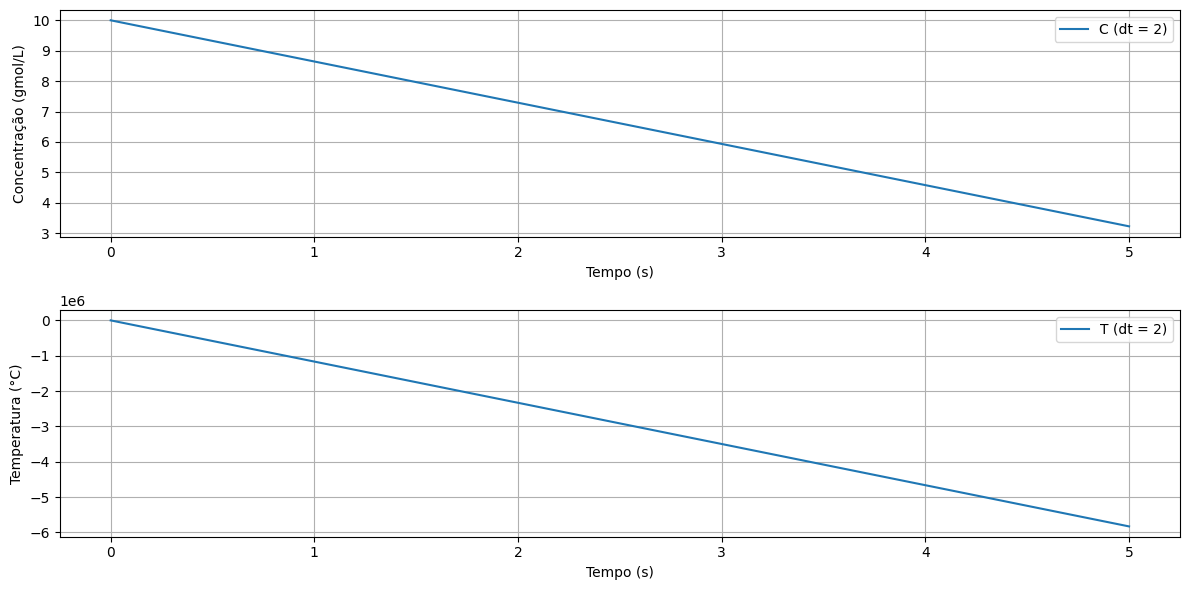 10
9
8
7
6
5
4
3
Concentração (gmol/L)
C (dt = 2)
0 1 2 3 4 5
Tempo (s)
1e6
0
−1
−2
−3
−4
−5
−6
Temperatura (°C)
T (dt = 2)
0 1 2 3 4 5
Tempo (s)